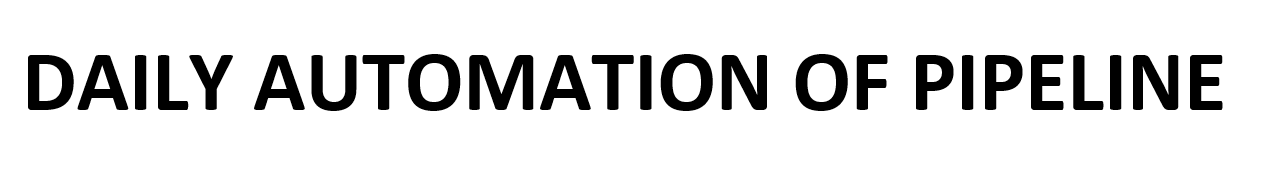 DAILY AUTOMATION OF PIPELINE